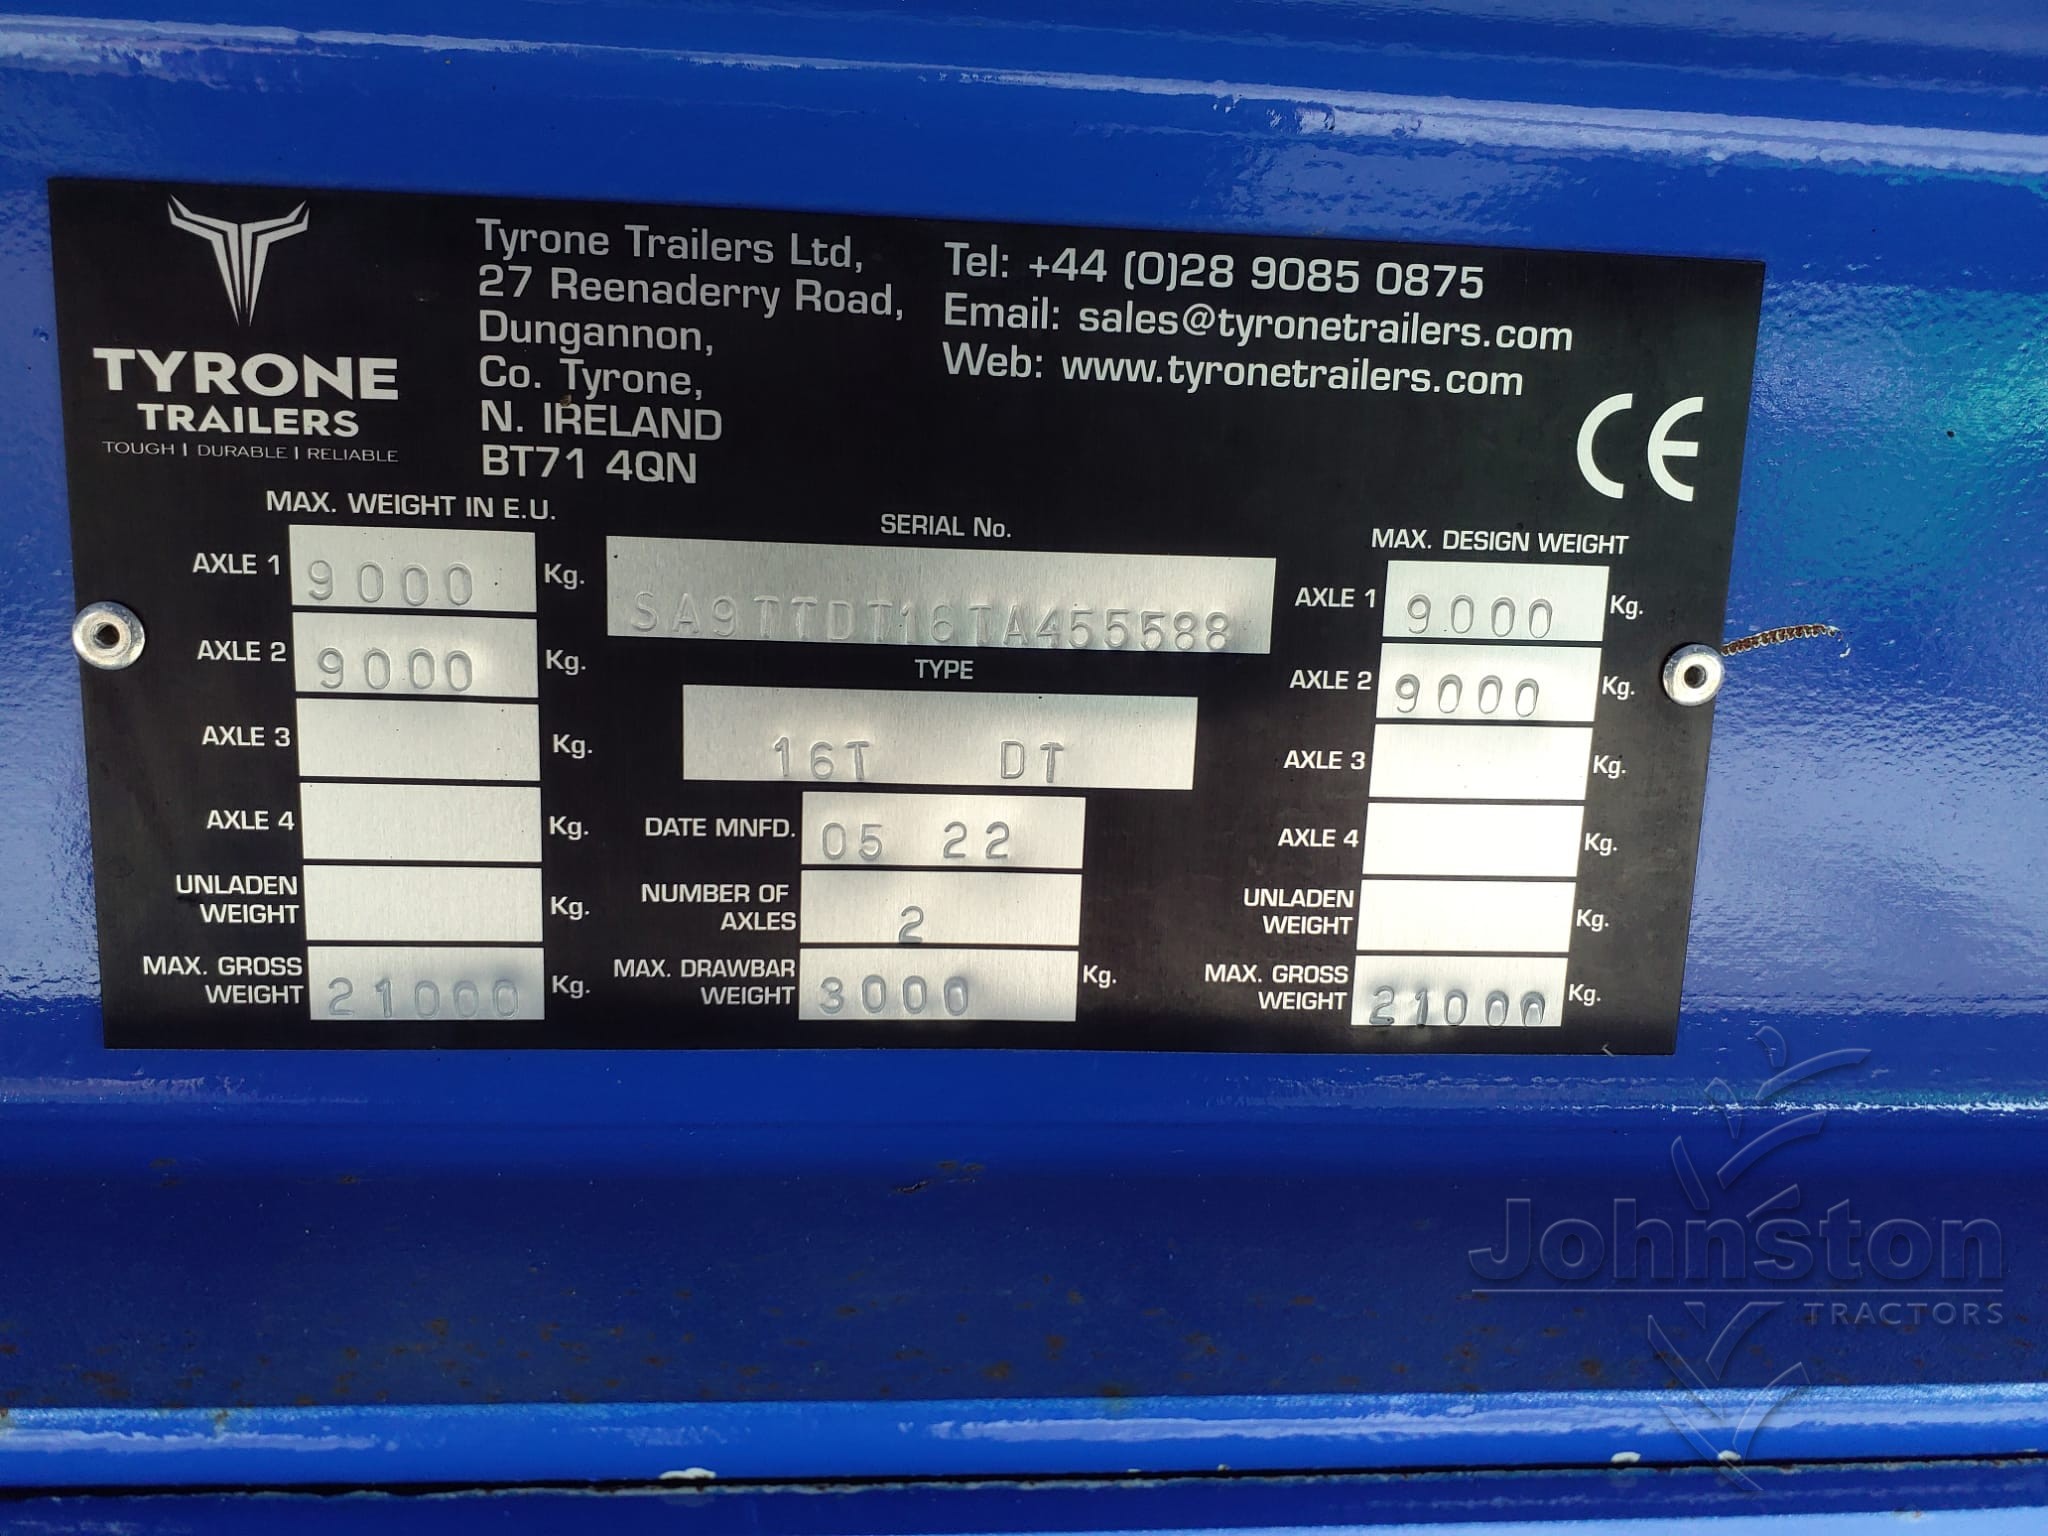 TYRONE
TRAILERS
TOUGH | DURABLE | RELIABLE
Tyrone Trailers Ltd,
27 Reenaderry Road,
Dungannon,
Co. Tyrone,
N. IRELAND
BT71 4QN
Tel: +44 (0)28 9085 0875
Email: sales@tyronetrailers.com
Web: www.tyronetrailers.com
CE
MAX. WEIGHT IN E.U.
AXLE 1 9000 Kg.
AXLE 2 9000 Kg.
AXLE 3 Kg.
AXLE 4 Kg.
UNLADEN
WEIGHT Kg.
MAX. GROSS
WEIGHT 21000 Kg.
SERIAL No.
SA9TTDT16TA455588
TYPE
16T DT
DATE MNFD. 05 22
NUMBER OF
AXLES 2
MAX. DRAWBAR
WEIGHT 3000 Kg.
MAX. DESIGN WEIGHT
AXLE 1 9000 Kg.
AXLE 2 9000 Kg.
AXLE 3 Kg.
AXLE 4 Kg.
UNLADEN
WEIGHT Kg.
MAX. GROSS
WEIGHT 21000 Kg.
Johnston
TRACTORS